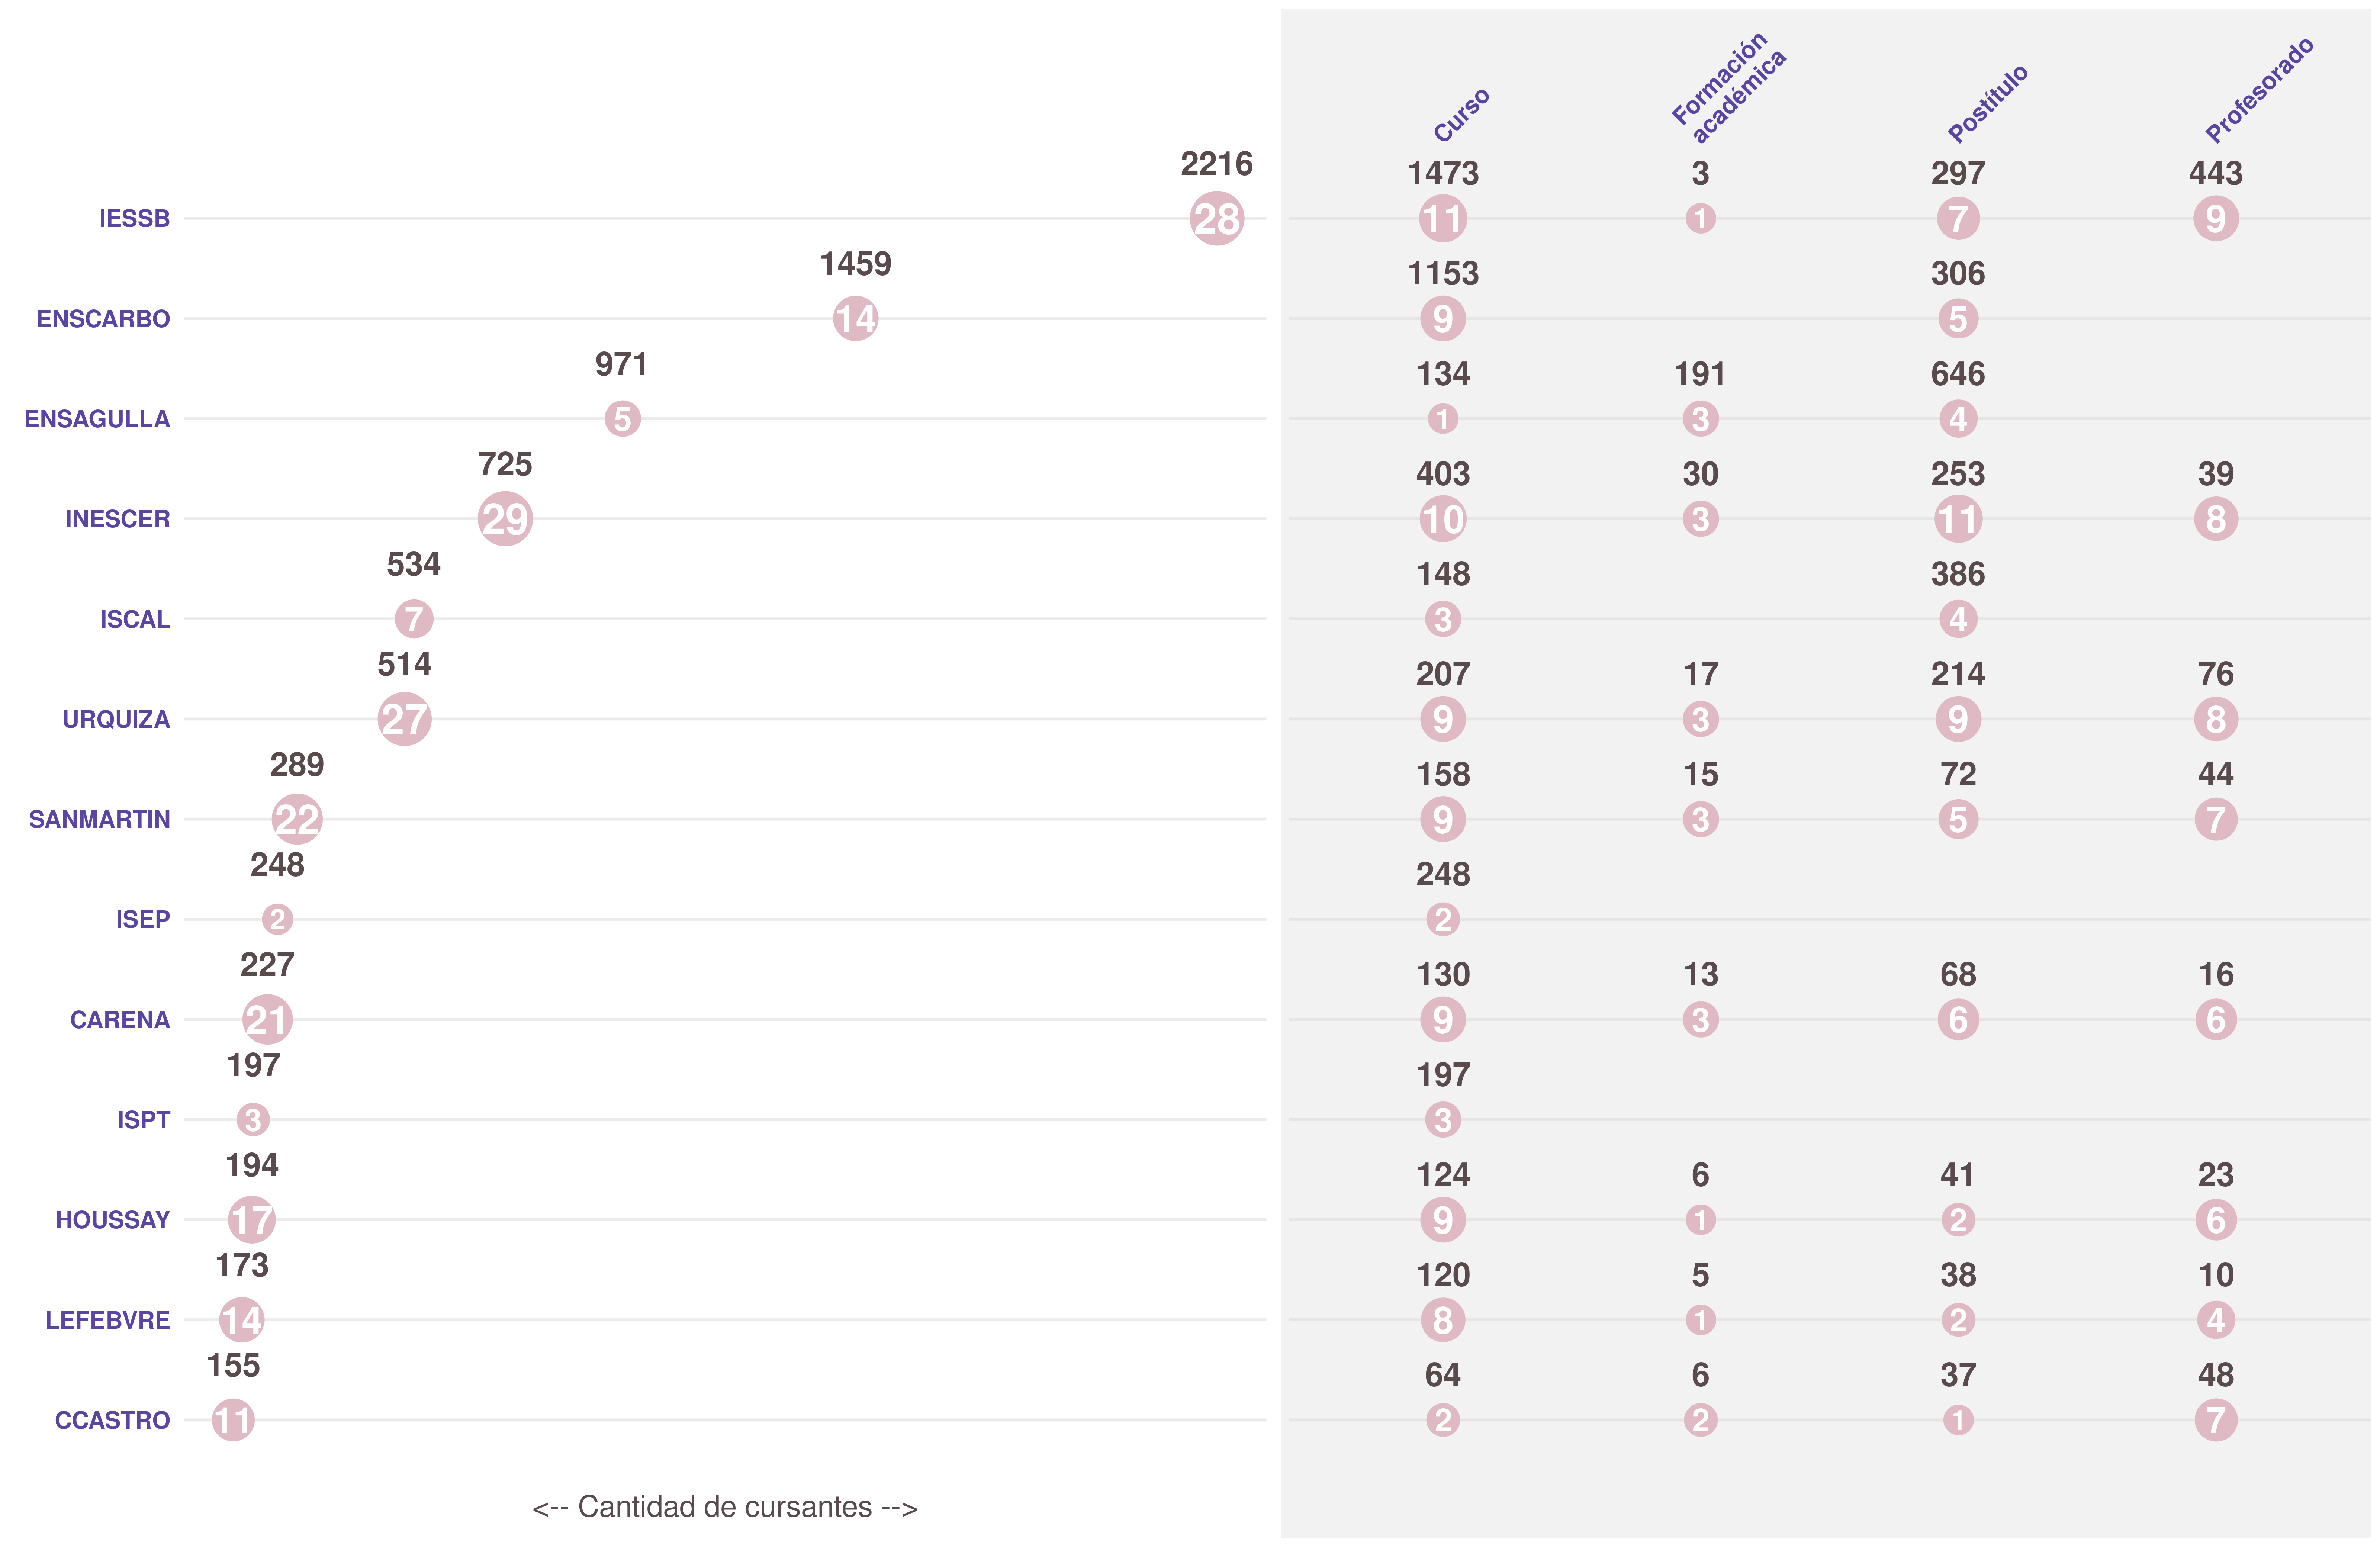 Curso
Formación
académica
Postítulo
Profesorado
2216 1473 3 297 443
IESSB 28 11 1 7 9
1459 1153 306
ENSCARBO 14 9 5
971 134 191 646
ENSAGULLA 5 1 3 4
725 403 30 253 39
INESCER 29 10 3 11 8
534 148 386
ISCAL 7 3 4
514 207 17 214 76
URQUIZA 27 9 3 9 8
289 158 15 72 44
SANMARTIN 22 9 3 5 7
248 248
ISEP 2 2
227 130 13 68 16
CARENA 21 9 3 6 6
197 197
ISPT 3 3
194 124 6 41 23
HOUSSAY 17 9 1 2 6
173 120 5 38 10
LEFEBVRE 14 8 1 2 4
155 64 6 37 48
CCASTRO 11 2 2 1 7
<-- Cantidad de cursantes -->